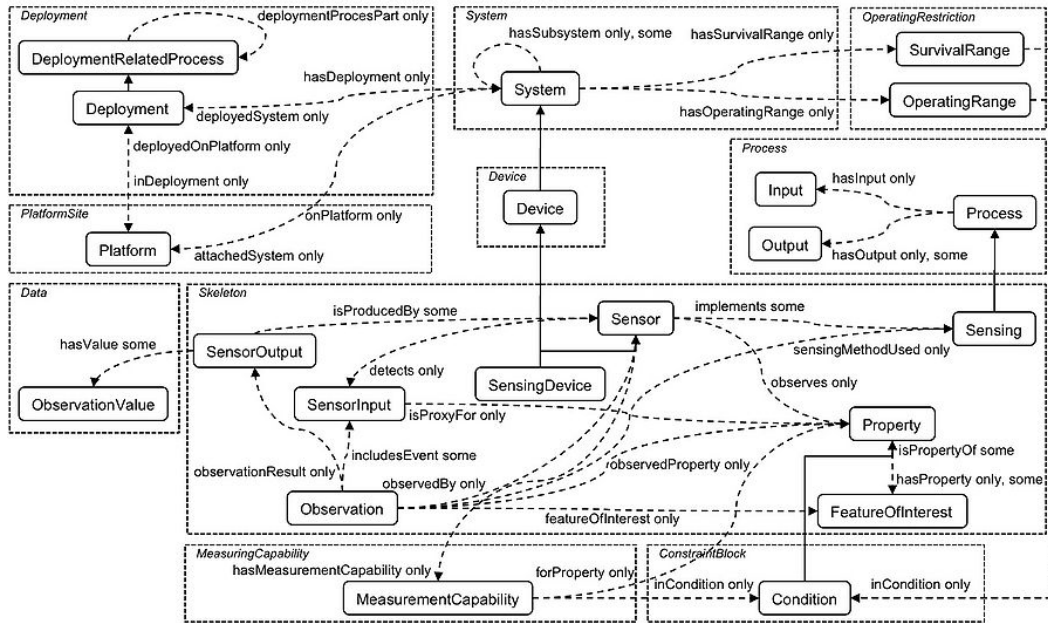 Deployment
deploymentProcesPart only
DeploymentRelatedProcess
Deployment
hasDeployment only
deployedSystem only
deployedOnPlatform only
inDeployment only
System
hasSubsystem only, some
System
hasSurvivalRange only
hasOperatingRange only
OperatingRestriction
SurvivalRange
OperatingRange
PlatformSite
onPlatform only
Platform
attachedSystem only
Device
Device
Process
Input
hasInput only
Process
Output
hasOutput only, some
Data
hasValue some
ObservationValue
Skeleton
isProducedBy some
Sensor
implements some
Sensing
SensorOutput
sensingMethodUsed only
detects only
SensingDevice
observes only
SensorInput
isProxyFor only
Property
isPropertyOf some
observationResult only
includesEvent some
observedBy only
observedProperty only
hasProperty only, some
Observation
featureOfInterest only
FeatureOfInterest
MeasuringCapability
hasMeasurementCapability only
forProperty only
MeasurementCapability
ConstraintBlock
inCondition only
Condition
inCondition only